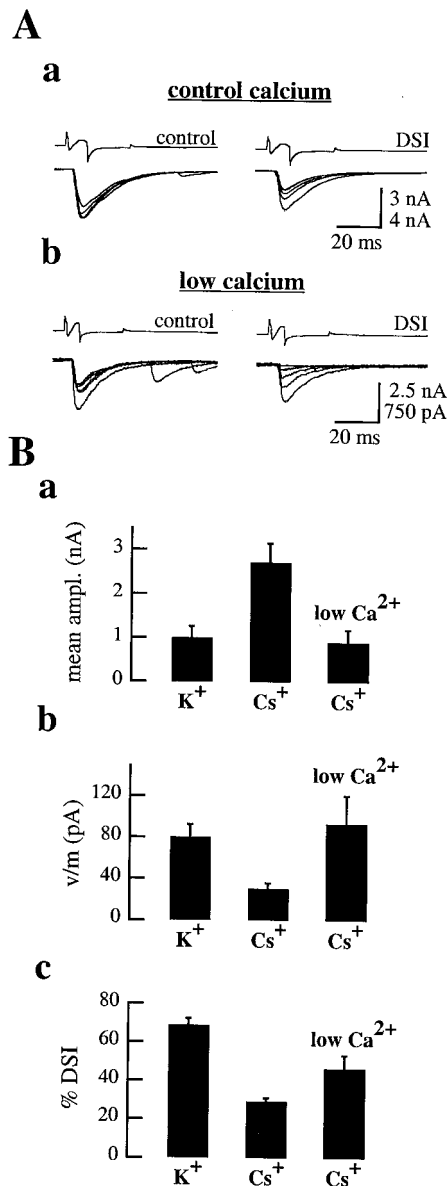 A
a
control calcium
control
DSI
3 nA
4 nA
20 ms
b
low calcium
control
DSI
2.5 nA
750 pA
20 ms
B
a
mean ampl. (nA)
3
2
1
0
low Ca2+
K+
Cs+
Cs+
b
v/m (pA)
120
80
40
0
low Ca2+
K+
Cs+
Cs+
c
% DSI
80
60
40
20
0
low Ca2+
K+
Cs+
Cs+